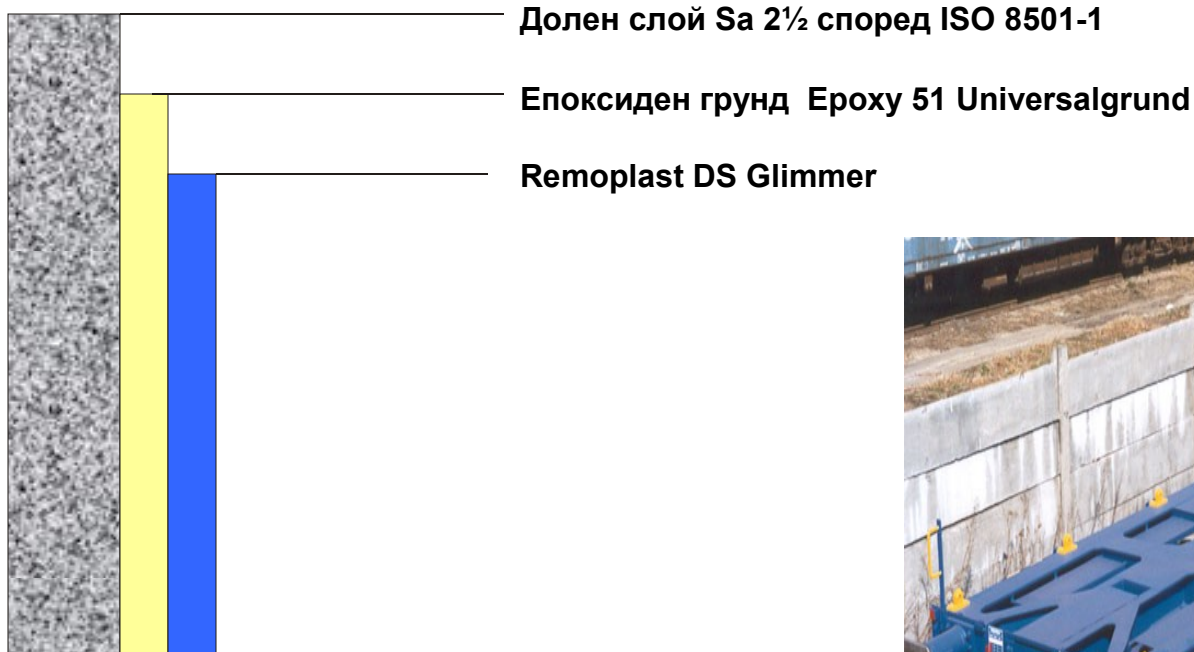 Долен слой Sa 2½ според ISO 8501-1
Епоксиден грунд Epoxy 51 Universalgrund
Remoplast DS Glimmer